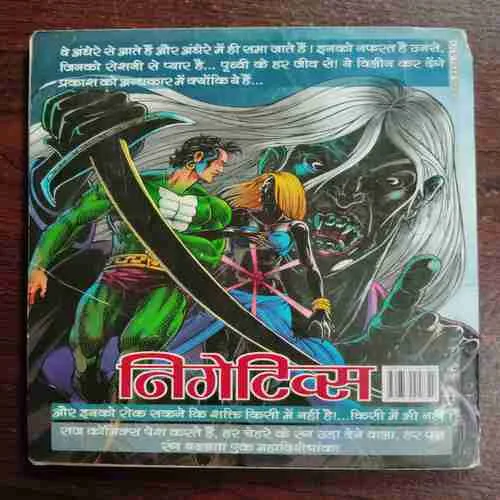 वे अंधेरे से आते हैं और अंधेरे में ही समा जाते हैं। इनको नफरत है उनसे,
जिनको रोशनी से प्यार है... पृथ्वी के हर जीव से। ये विलीन कर देंगे
प्रकाश को अन्धकार में क्योंकि ये हैं...
निगेटिव्स
और इनको रोक सकने कि शक्ति किसी में नहीं है!...किसी में भी नहीं!
राज कॉमिक्स पेश करते हैं, हर चेहरे के रंग उड़ा देने वाला, हर पल
रंग बदलता एक महाविशेषांक।